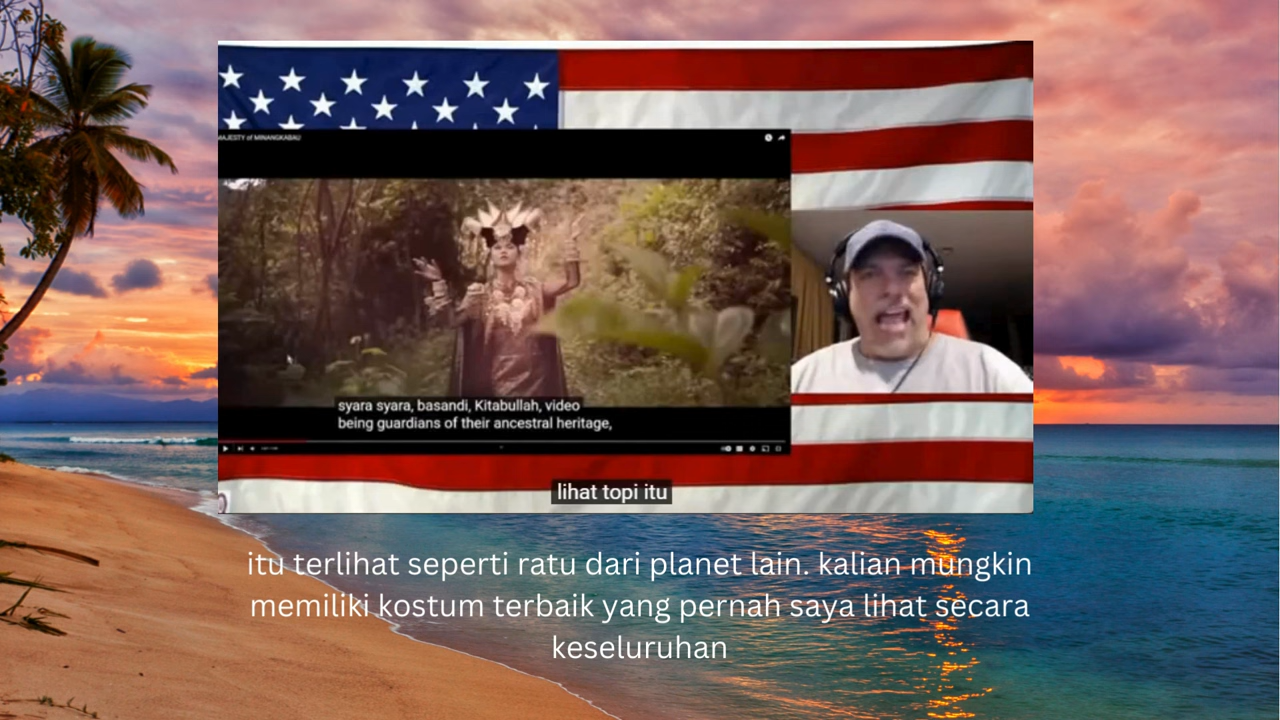 MAJESTY of MINANGKABAU
syara syara, basandi, Kitabullah, video
being guardians of their ancestral heritage,
lihat topi itu
itu terlihat seperti ratu dari planet lain. kalian mungkin
memiliki kostum terbaik yang pernah saya lihat secara
keseluruhan